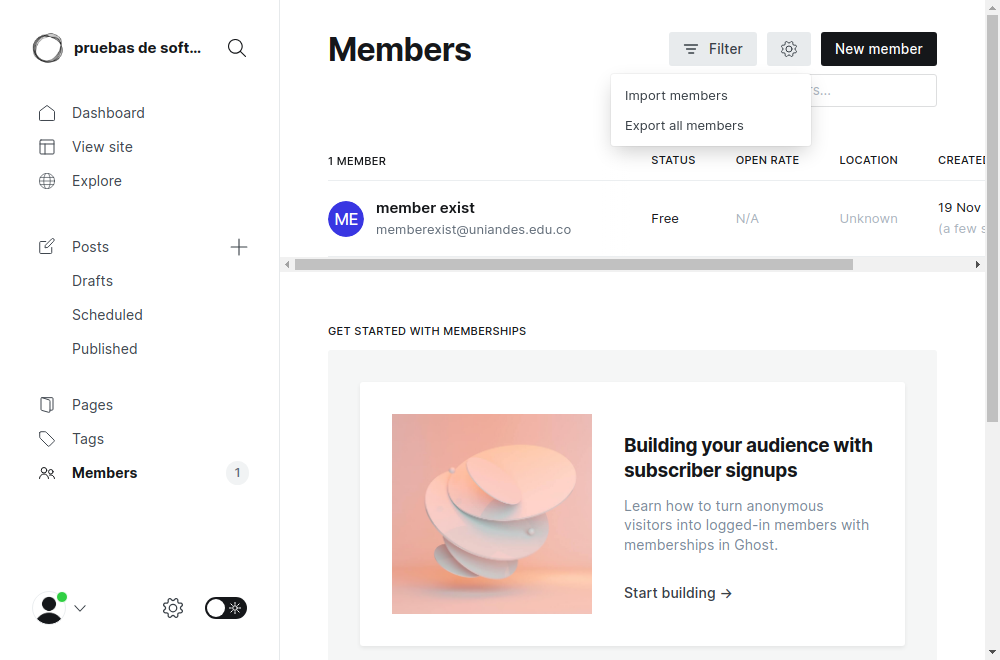 pruebas de soft...
Dashboard
View site
Explore
Posts
Drafts
Scheduled
Published
Pages
Tags
Members
1
Members
Filter
New member
Import members
Export all members
1 MEMBER
STATUS
OPEN RATE
LOCATION
ME
member exist
memberexist@uniandes.edu.co
Free
N/A
Unknown
19 Nov
(a few
GET STARTED WITH MEMBERSHIPS
Building your audience with
subscriber signups
Learn how to turn anonymous
visitors into logged-in members with
memberships in Ghost.
Start building →